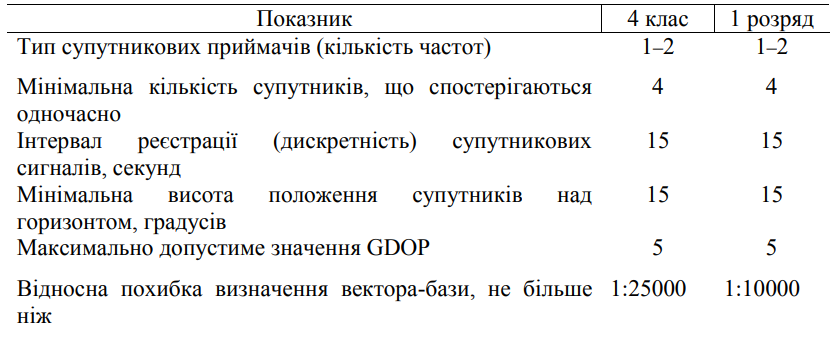 Показник 4 клас 1 розряд
Тип супутникових приймачів (кількість частот) 1–2 1–2
Мінімальна кількість супутників, що спостерігаються 4 4
одночасно
Інтервал реєстрації (дискретність) супутникових 15 15
сигналів, секунд
Мінімальна висота положення супутників над 15 15
горизонтом, градусів
Максимально допустиме значення GDOP 5 5
Відносна похибка визначення вектора-бази, не більше 1:25000 1:10000
ніж